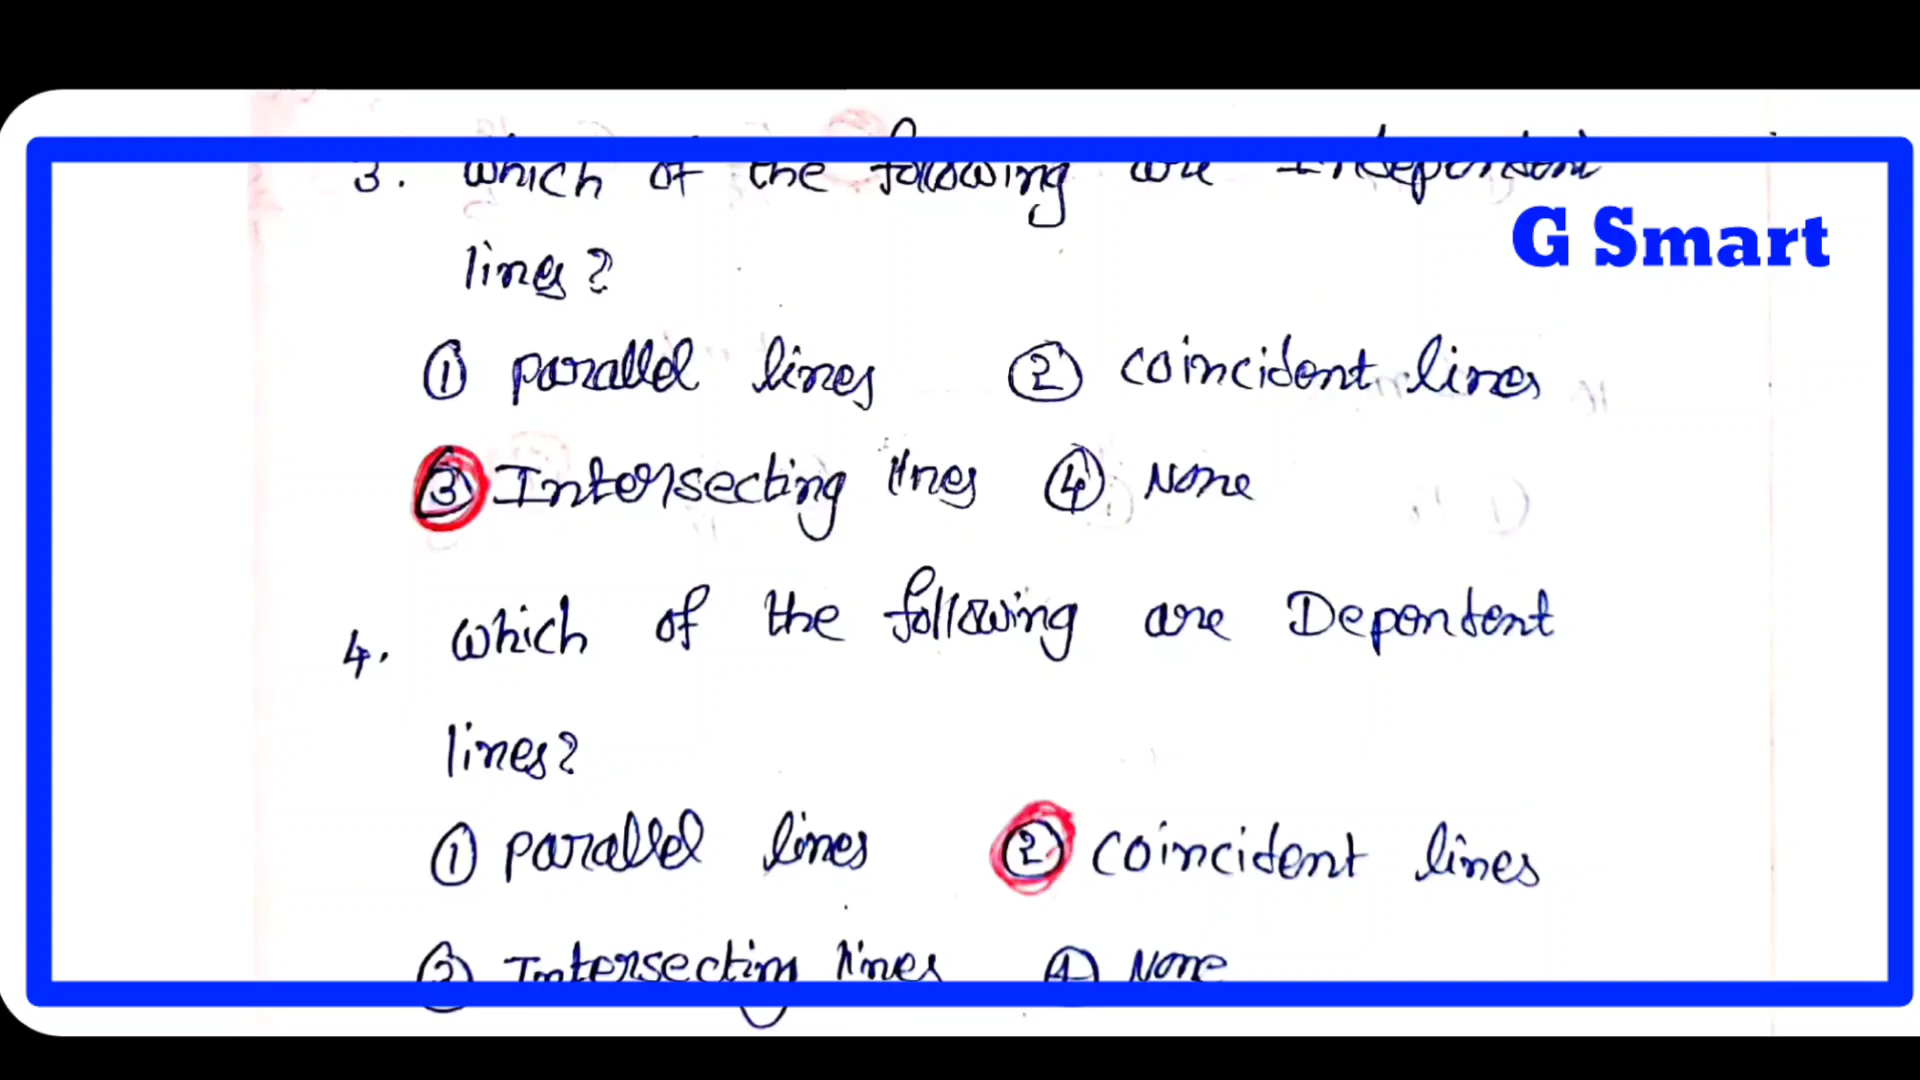 3. Which of the following are Independent
G Smart
lines?
① parallel lines ② coincident lines
③ Intersecting lines ④ None
4. Which of the following are Dependent
lines?
① parallel lines ② coincident lines
③ Intersecting lines ④ None